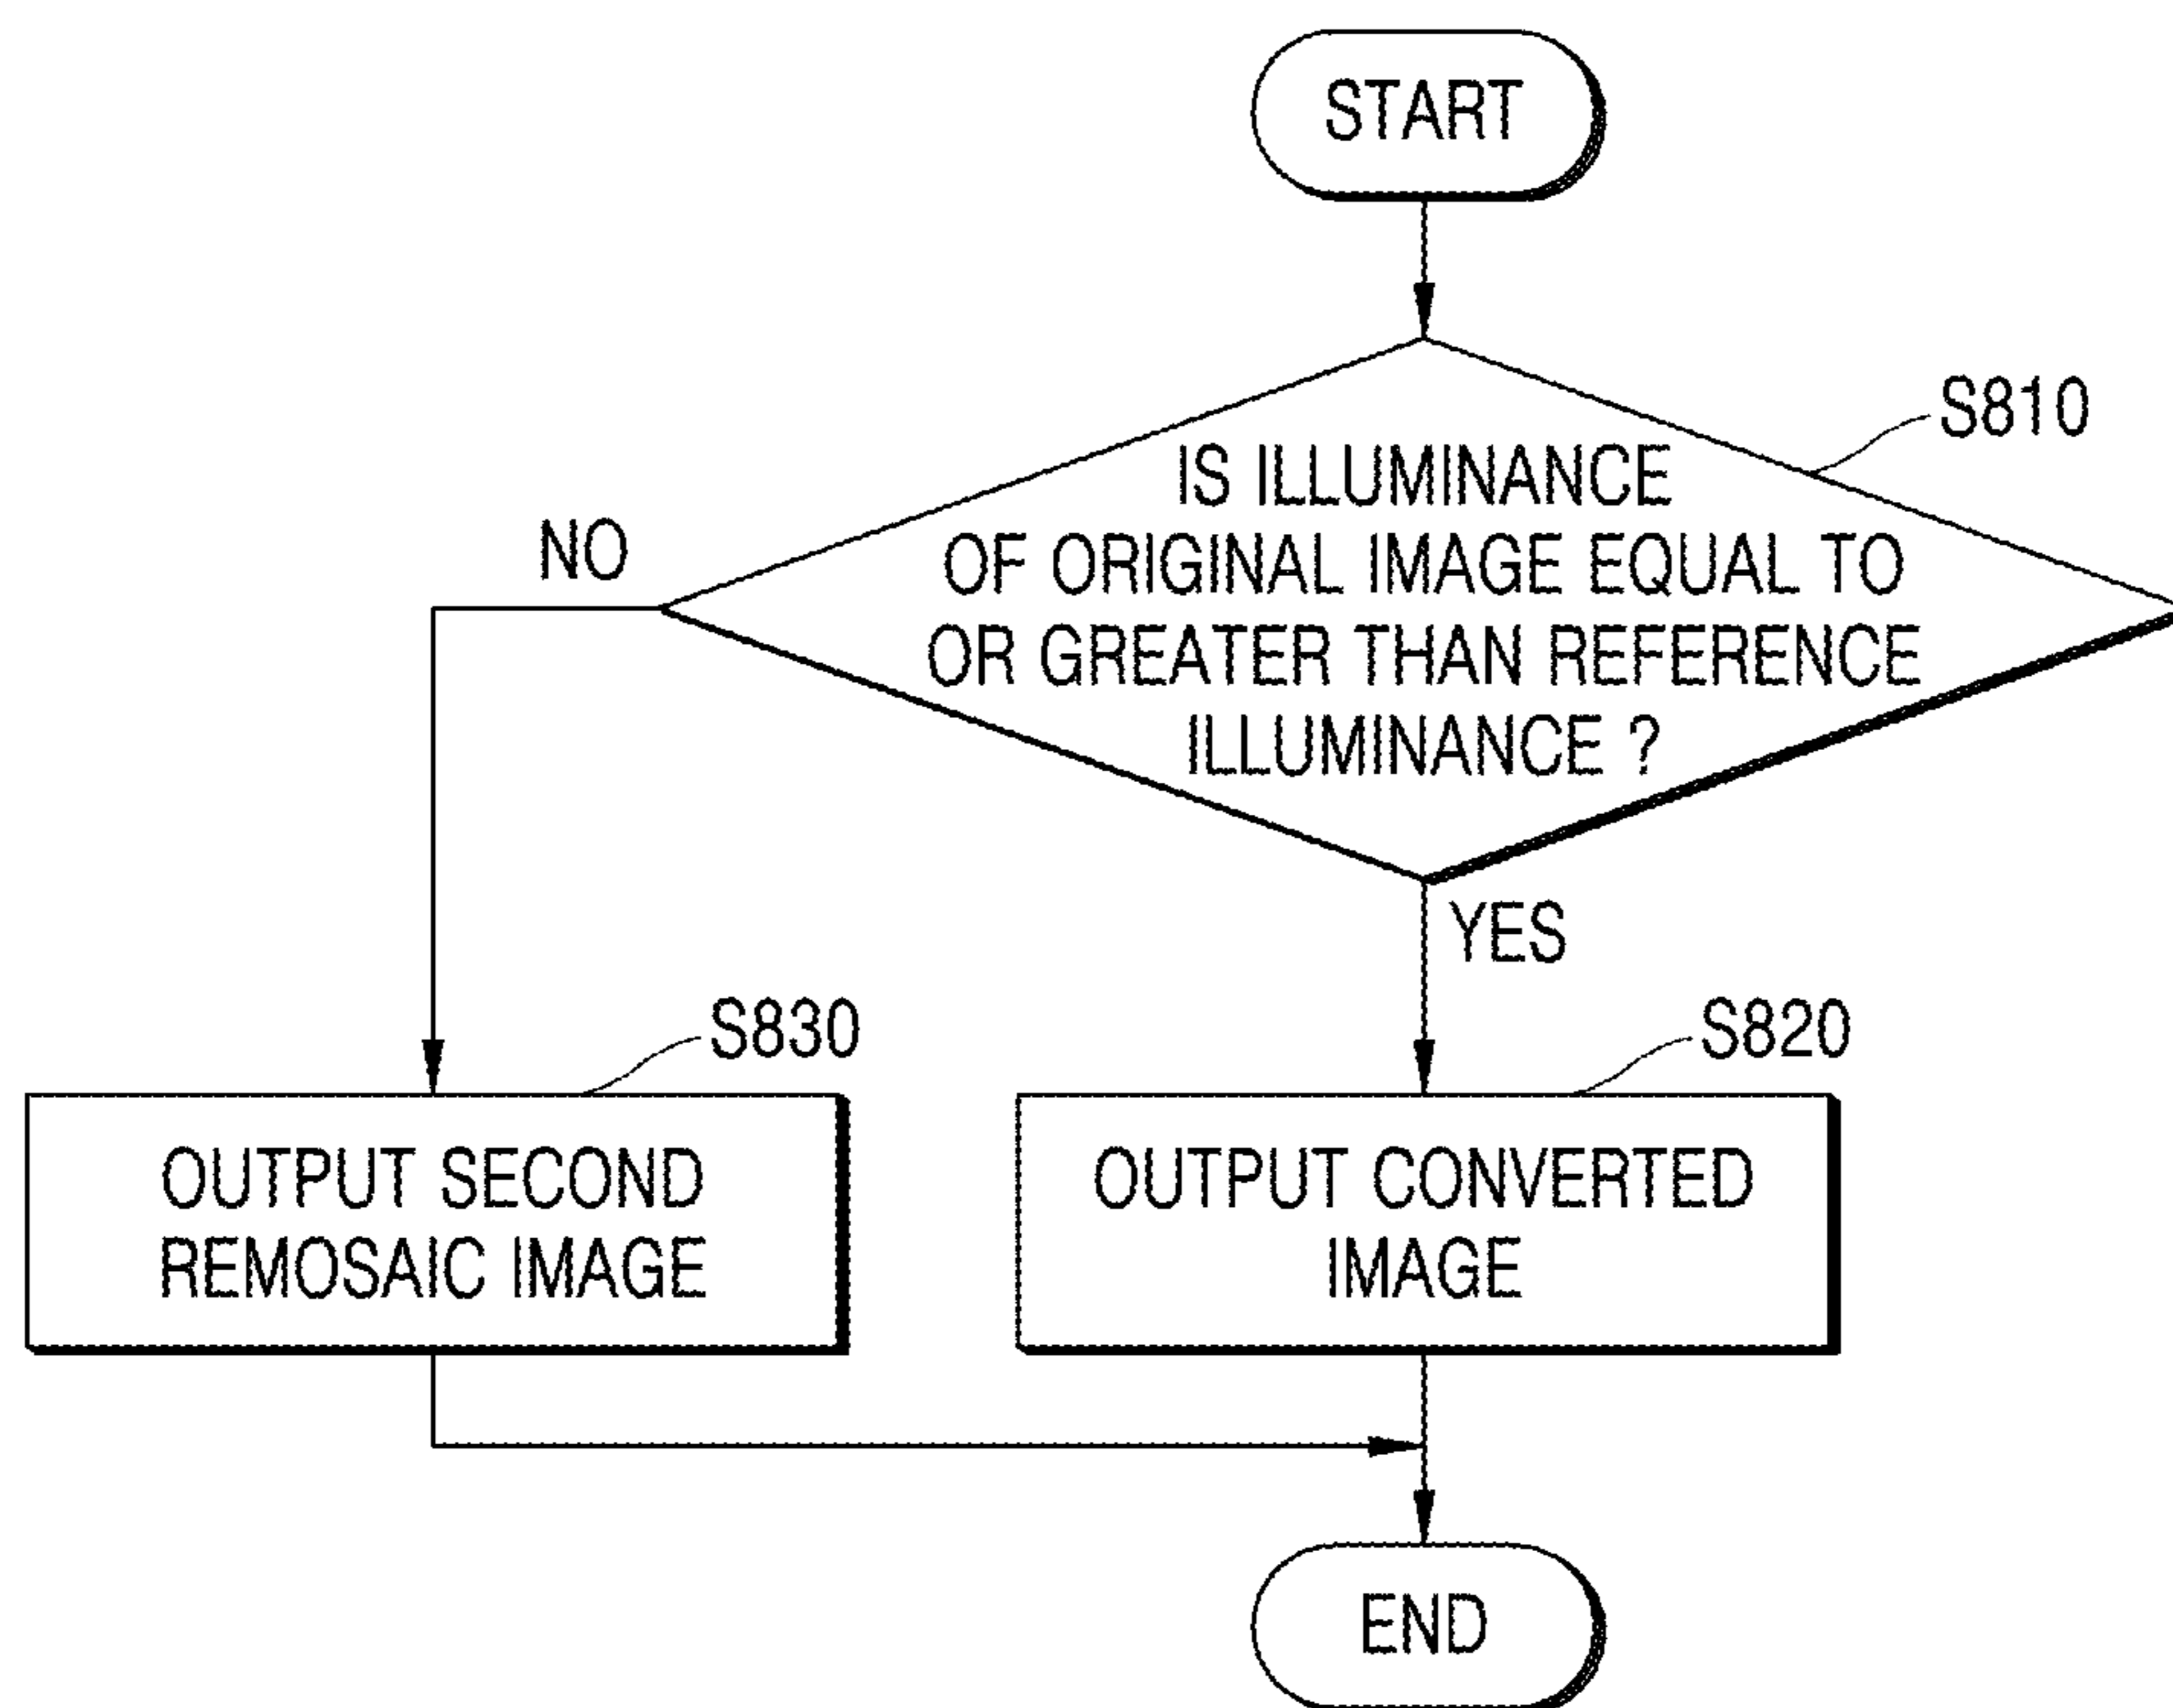 START
S810
IS ILLUMINANCE
OF ORIGINAL IMAGE EQUAL TO
OR GREATER THAN REFERENCE
ILLUMINANCE ?
NO
YES
S830
S820
OUTPUT SECOND
REMOSAIC IMAGE
OUTPUT CONVERTED
IMAGE
END